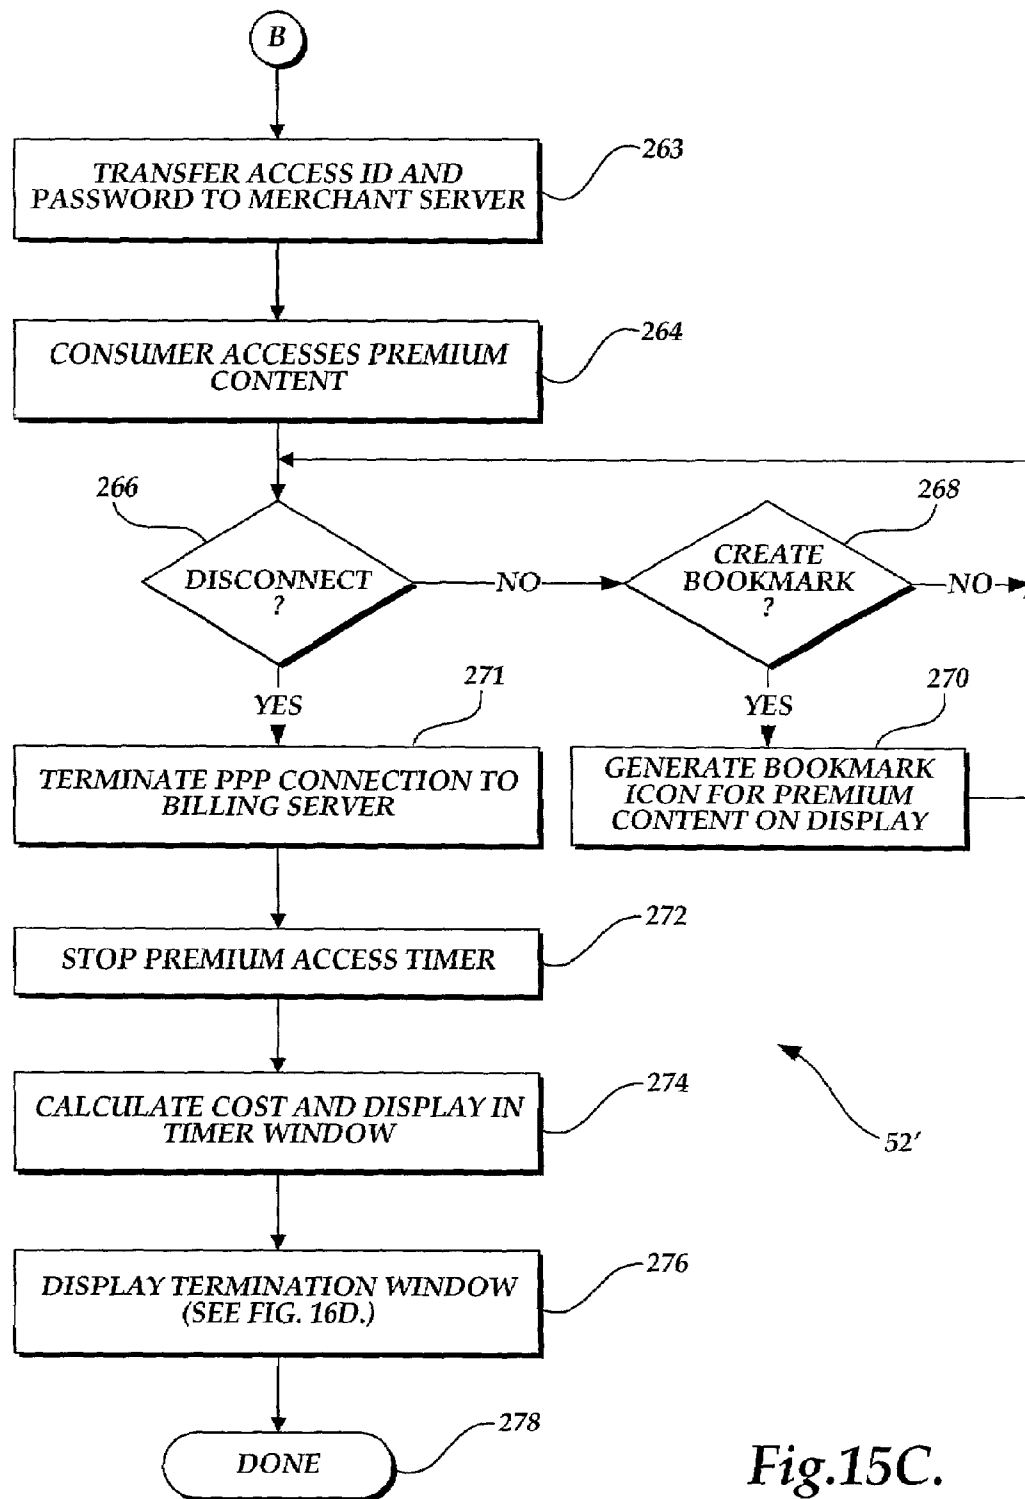 B
263
TRANSFER ACCESS ID AND
PASSWORD TO MERCHANT SERVER
264
CONSUMER ACCESSES PREMIUM
CONTENT
266
DISCONNECT
?
NO
268
CREATE
BOOKMARK
?
NO
YES
271
YES
270
TERMINATE PPP CONNECTION TO
BILLING SERVER
GENERATE BOOKMARK
ICON FOR PREMIUM
CONTENT ON DISPLAY
272
STOP PREMIUM ACCESS TIMER
274
CALCULATE COST AND DISPLAY IN
TIMER WINDOW
52'
276
DISPLAY TERMINATION WINDOW
(SEE FIG. 16D.)
278
DONE
Fig.15C.